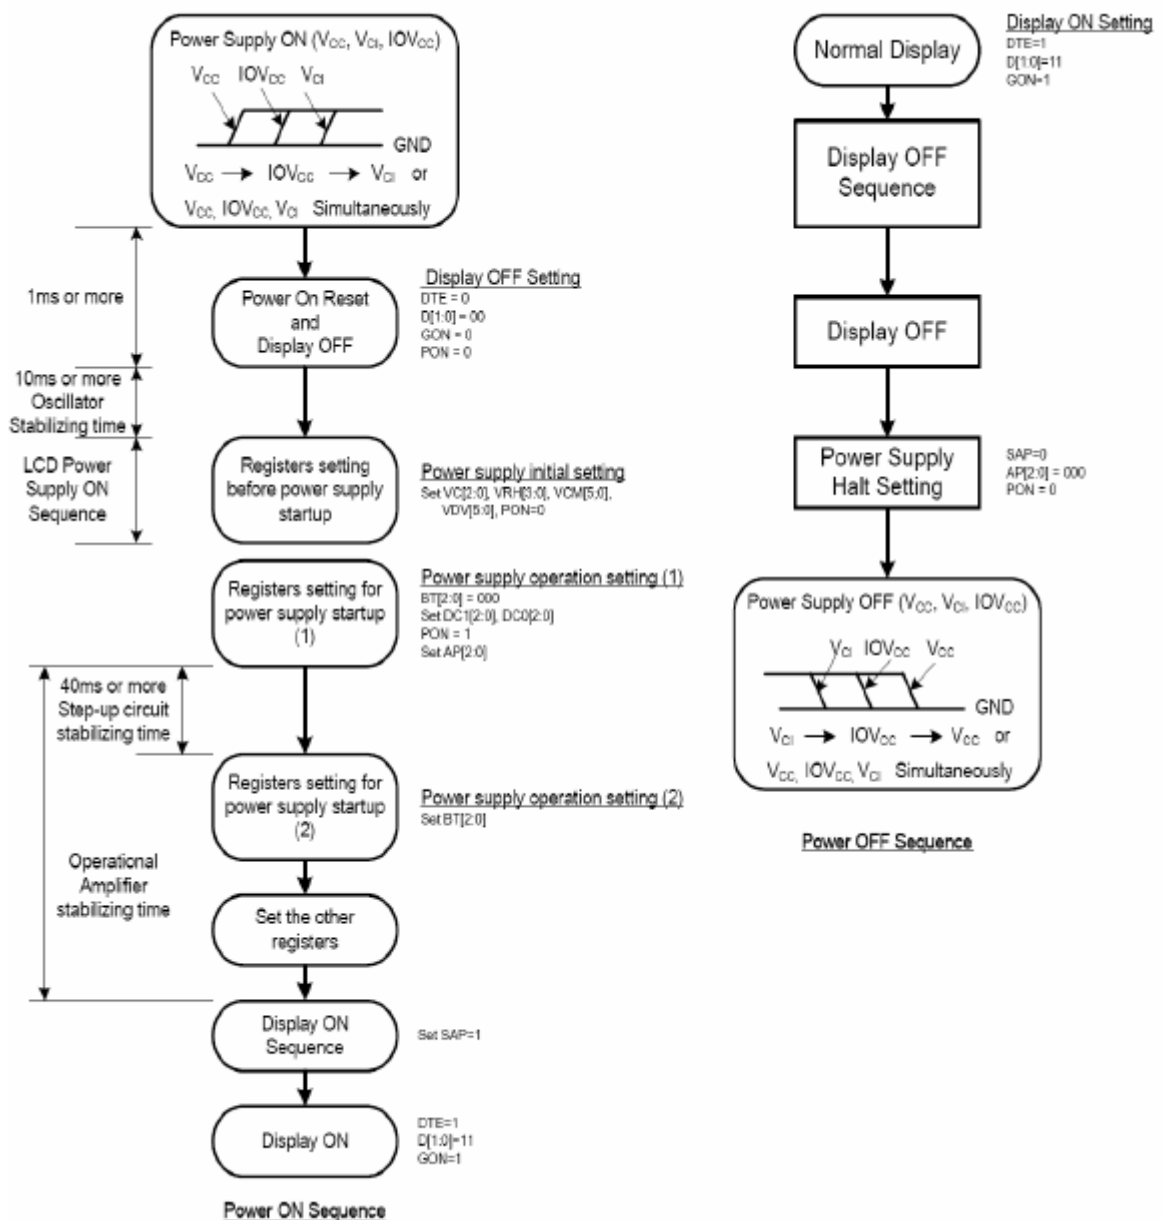 Power Supply ON (VCC, VCI, IOVCC)
VCC IOVCC VCI
GND
VCC → IOVCC → VCI or
VCC, IOVCC, VCI Simultaneously
1ms or more
Power On Reset
and
Display OFF
Display OFF Setting
DTE = 0
D[1:0] = 00
GON = 0
PON = 0
10ms or more
Oscillator
Stabilizing time
LCD Power
Supply ON
Sequence
Registers setting
before power supply
startup
Power supply initial setting
Set VC[2:0], VRH[3:0], VCM[5:0],
VDV[5:0], PON=0
Registers setting for
power supply startup
(1)
Power supply operation setting (1)
BT[2:0] = 000
Set DC1[2:0], DC0[2:0]
PON = 1
Set AP[2:0]
40ms or more
Step-up circuit
stabilizing time
Registers setting for
power supply startup
(2)
Power supply operation setting (2)
Set BT[2:0]
Operational
Amplifier
stabilizing time
Set the other
registers
Display ON
Sequence
Set SAP=1
Display ON
DTE=1
D[1:0]=11
GON=1
Power ON Sequence
Normal Display
Display ON Setting
DTE=1
D[1:0]=11
GON=1
Display OFF
Sequence
Display OFF
Power Supply
Halt Setting
SAP=0
AP[2:0] = 000
PON = 0
Power Supply OFF (VCC, VCI, IOVCC)
VCI IOVCC VCC
GND
VCI → IOVCC → VCC or
VCC, IOVCC, VCI Simultaneously
Power OFF Sequence